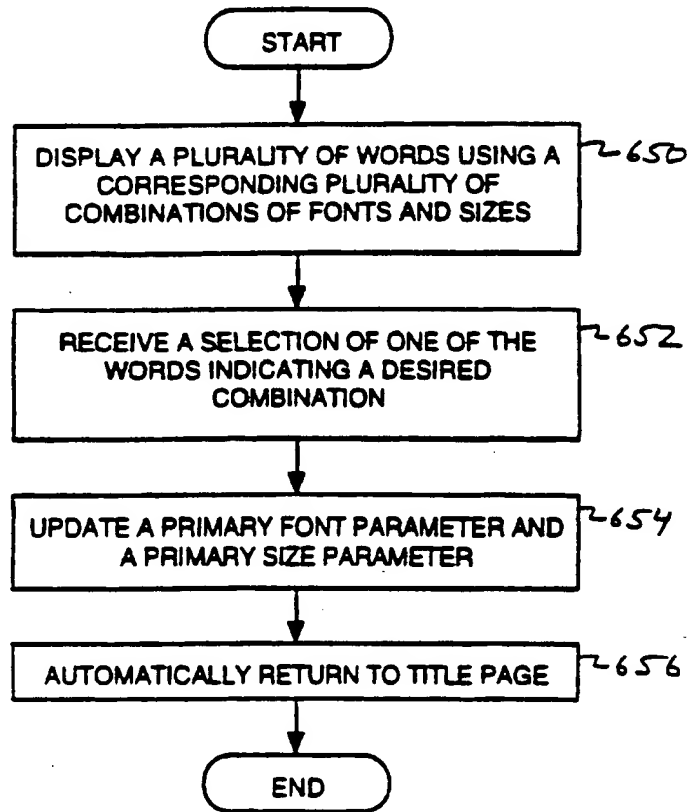 START
DISPLAY A PLURALITY OF WORDS USING A
CORRESPONDING PLURALITY OF
COMBINATIONS OF FONTS AND SIZES
650
RECEIVE A SELECTION OF ONE OF THE
WORDS INDICATING A DESIRED
COMBINATION
652
UPDATE A PRIMARY FONT PARAMETER AND
A PRIMARY SIZE PARAMETER
654
AUTOMATICALLY RETURN TO TITLE PAGE
656
END